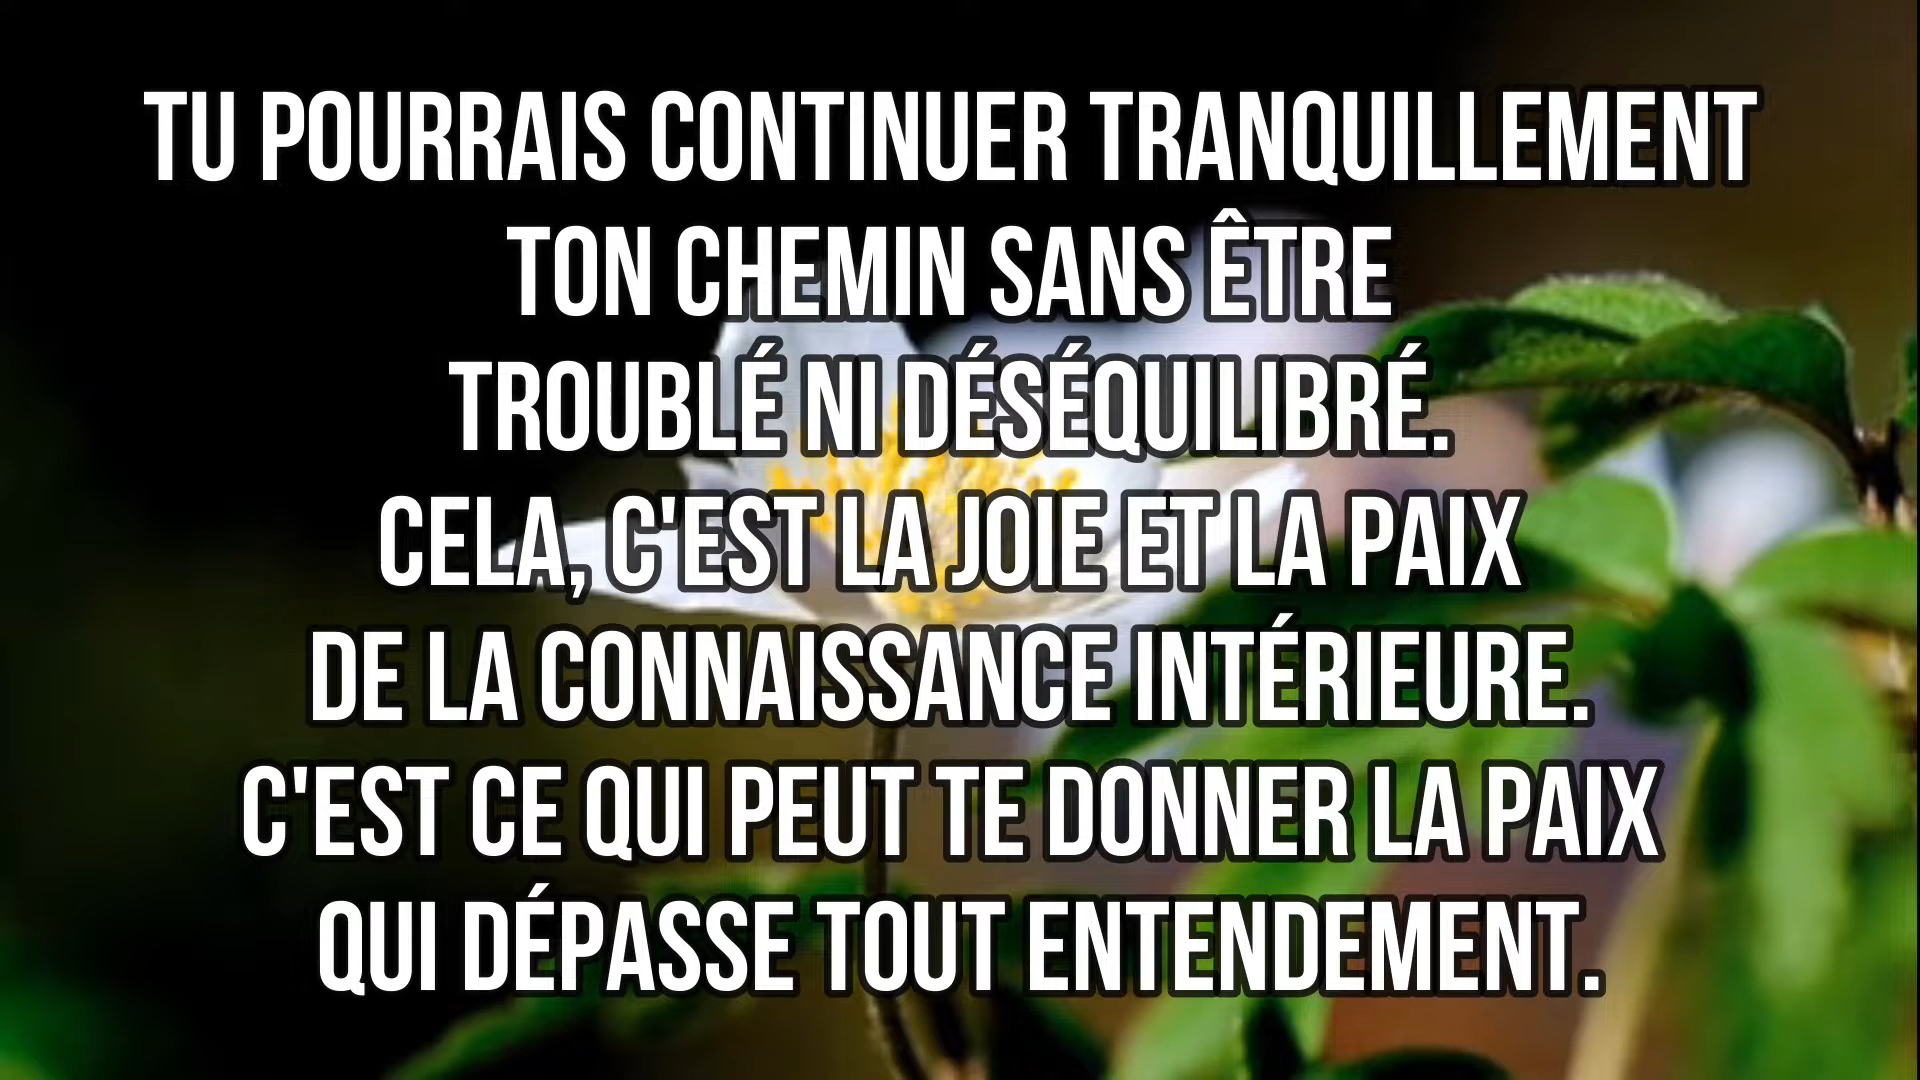 TU POURRAIS CONTINUER TRANQUILLEMENT
TON CHEMIN SANS ÊTRE
TROUBLÉ NI DÉSÉQUILIBRÉ.
CELA, C'EST LA JOIE ET LA PAIX
DE LA CONNAISSANCE INTÉRIEURE.
C'EST CE QUI PEUT TE DONNER LA PAIX
QUI DÉPASSE TOUT ENTENDEMENT.